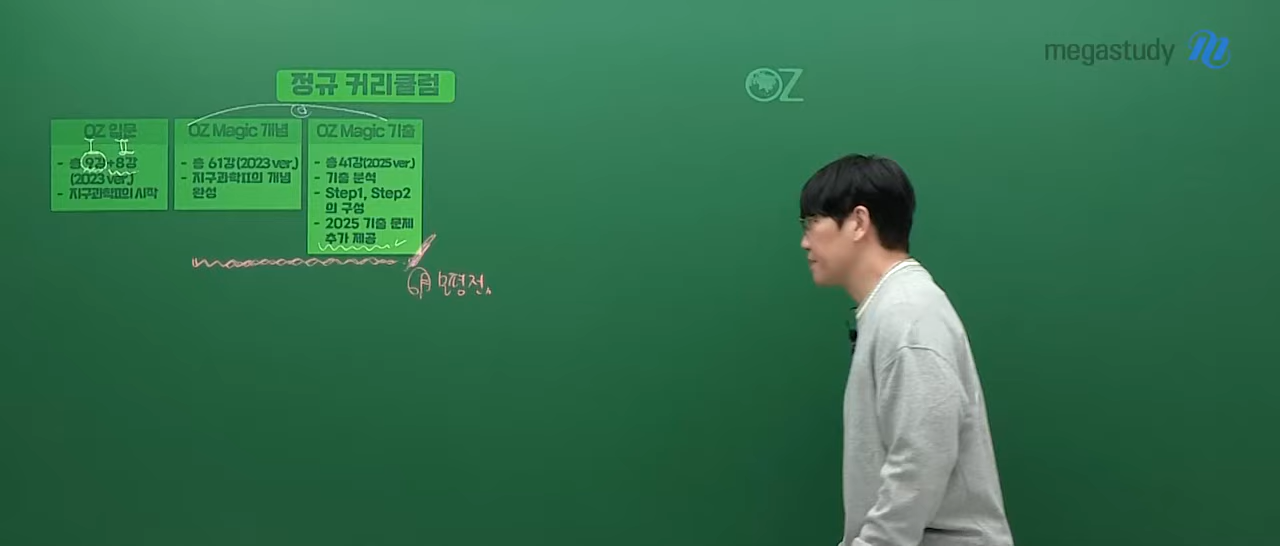 megastudy
정규 커리큘럼
OZ
OZ 입문
I II
- 총 9강+8강
(2023 ver.)
- 지구과학II의 시작
OZ Magic 개념
- 총 61강(2023 ver.)
- 지구과학II의 개념
완성
OZ Magic 기출
- 총 41강(2025 ver.)
- 기출 분석
- Step1, Step2
의 구성
- 2025 기출 문제
추가 제공
6月 모평 전